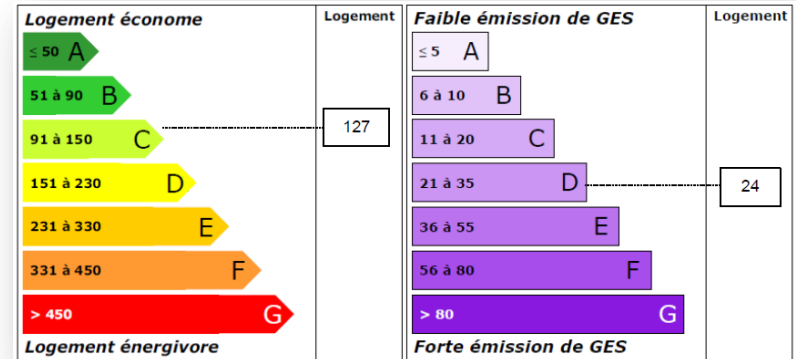 Logement économe
Logement
≤ 50 A
51 à 90 B
91 à 150 C
127
151 à 230 D
231 à 330 E
331 à 450 F
> 450 G
Logement énergivore
Faible émission de GES
Logement
≤ 5 A
6 à 10 B
11 à 20 C
21 à 35 D
24
36 à 55 E
56 à 80 F
> 80 G
Forte émission de GES